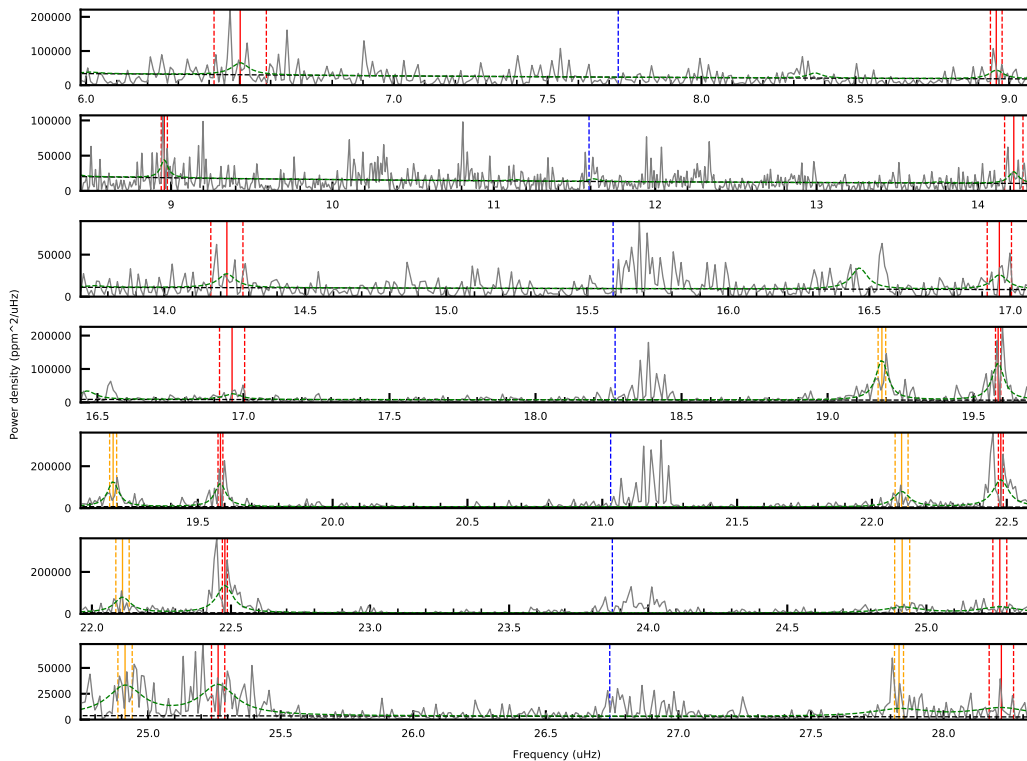 200000
100000
0
6.0 6.5 7.0 7.5 8.0 8.5 9.0
100000
50000
0
9 10 11 12 13 14
50000
0
14.0 14.5 15.0 15.5 16.0 16.5 17.0
200000
100000
0
16.5 17.0 17.5 18.0 18.5 19.0 19.5
Power density (ppm^2/uHz)
200000
0
19.5 20.0 20.5 21.0 21.5 22.0 22.5
200000
0
22.0 22.5 23.0 23.5 24.0 24.5 25.0
50000
25000
0
25.0 25.5 26.0 26.5 27.0 27.5 28.0
Frequency (uHz)